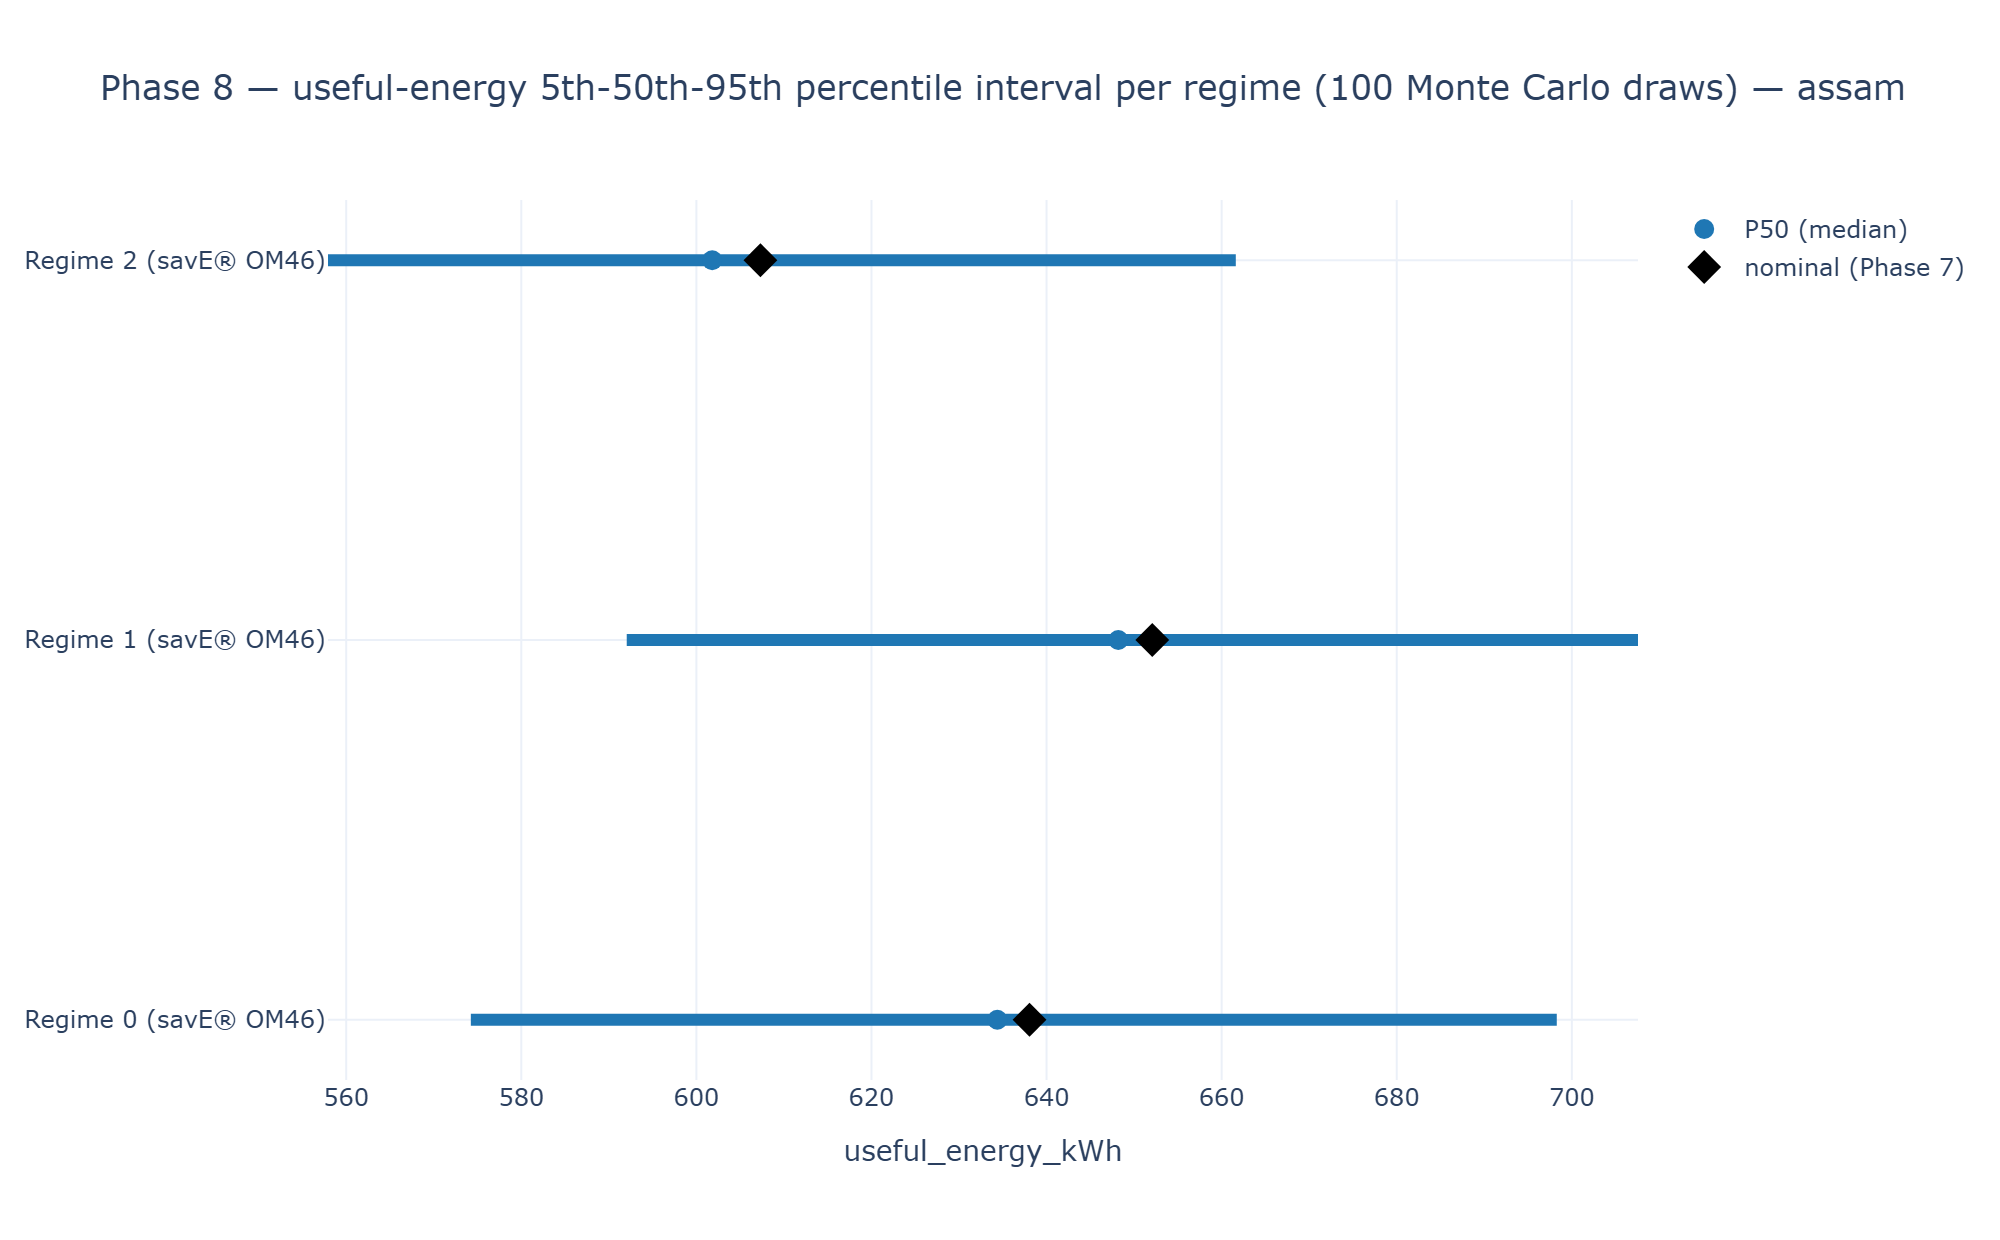 Phase 8 — useful-energy 5th-50th-95th percentile interval per regime (100 Monte Carlo draws) — assam
P50 (median)
nominal (Phase 7)
Regime 2 (savE® OM46)
Regime 1 (savE® OM46)
Regime 0 (savE® OM46)
560 580 600 620 640 660 680 700
useful_energy_kWh